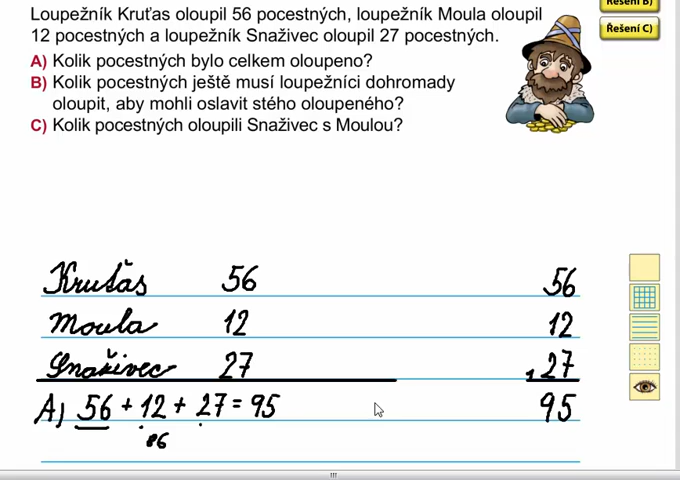 Řešení B)
Loupežník Kruťas oloupil 56 pocestných, loupežník Moula oloupil
12 pocestných a loupežník Snaživec oloupil 27 pocestných.
Řešení C)
A) Kolik pocestných bylo celkem oloupeno?
B) Kolik pocestných ještě musí loupežníci dohromady
oloupit, aby mohli oslavit stého oloupeného?
C) Kolik pocestných oloupili Snaživec s Moulou?
Kruťas 56 56
Moula 12 12
Snaživec 27 27
A) 56 + 12 + 27 = 95 95